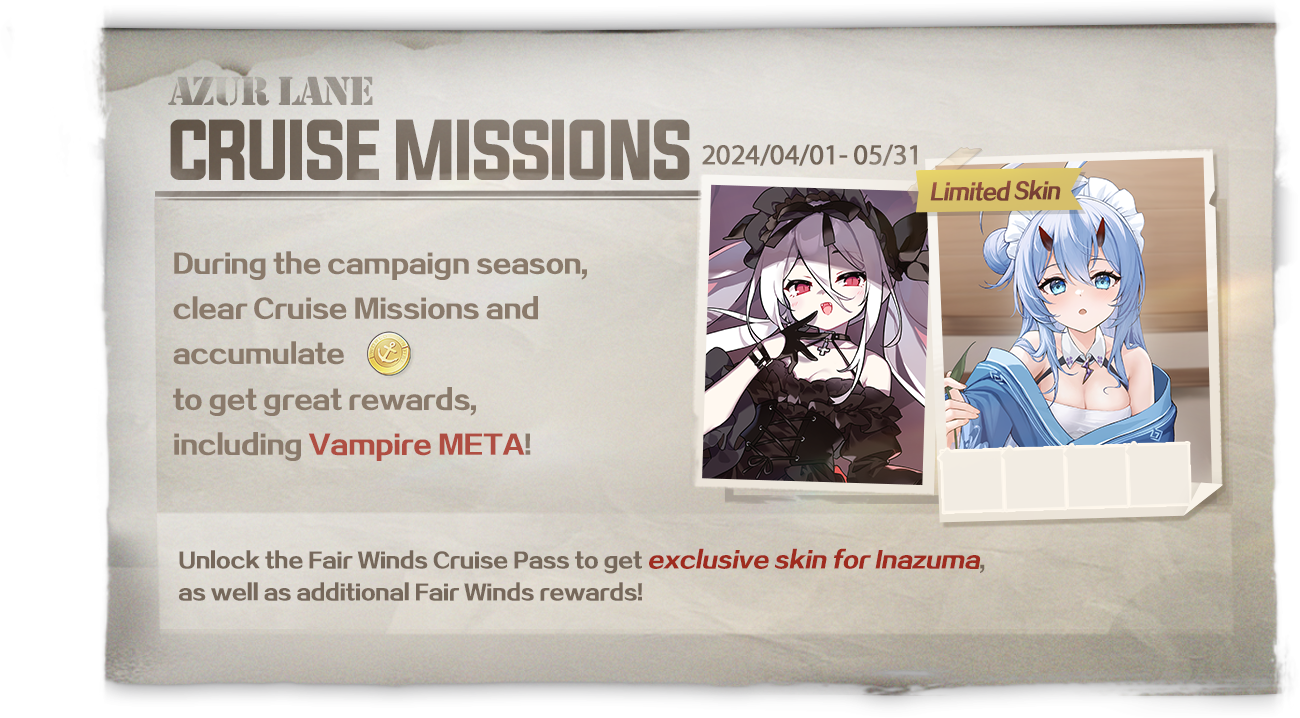 AZUR LANE
CRUISE MISSIONS
2024/04/01- 05/31
Limited Skin
During the campaign season,
clear Cruise Missions and
accumulate
to get great rewards,
including Vampire META!
Unlock the Fair Winds Cruise Pass to get exclusive skin for Inazuma,
as well as additional Fair Winds rewards!